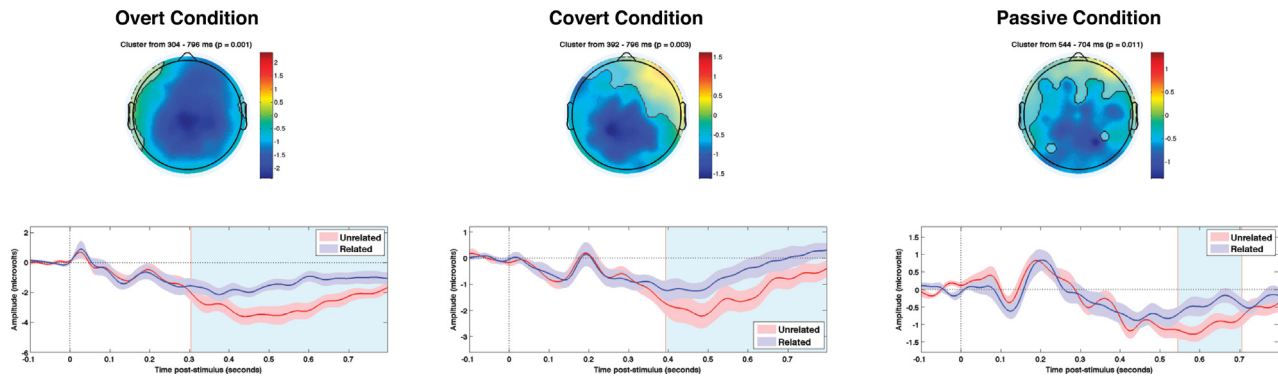 Overt Condition
Cluster from 304 - 796 ms (p = 0.001)
2
1.5
1
0.5
0
-0.5
-1
-1.5
-2
Amplitude (microvolts)
2
0
-2
-4
-6
Unrelated
Related
-0.1 0 0.1 0.2 0.3 0.4 0.5 0.6 0.7
Time post-stimulus (seconds)
Covert Condition
Cluster from 392 - 796 ms (p = 0.003)
1.5
1
0.5
0
-0.5
-1
-1.5
Amplitude (microvolts)
1
0
-1
-2
-3
Unrelated
Related
-0.1 0 0.1 0.2 0.3 0.4 0.5 0.6 0.7
Time post-stimulus (seconds)
Passive Condition
Cluster from 544 - 704 ms (p = 0.011)
1
0.5
0
-0.5
-1
Amplitude (microvolts)
1.5
1
0.5
0
-0.5
-1
-1.5
Unrelated
Related
-0.1 0 0.1 0.2 0.3 0.4 0.5 0.6 0.7
Time post-stimulus (seconds)